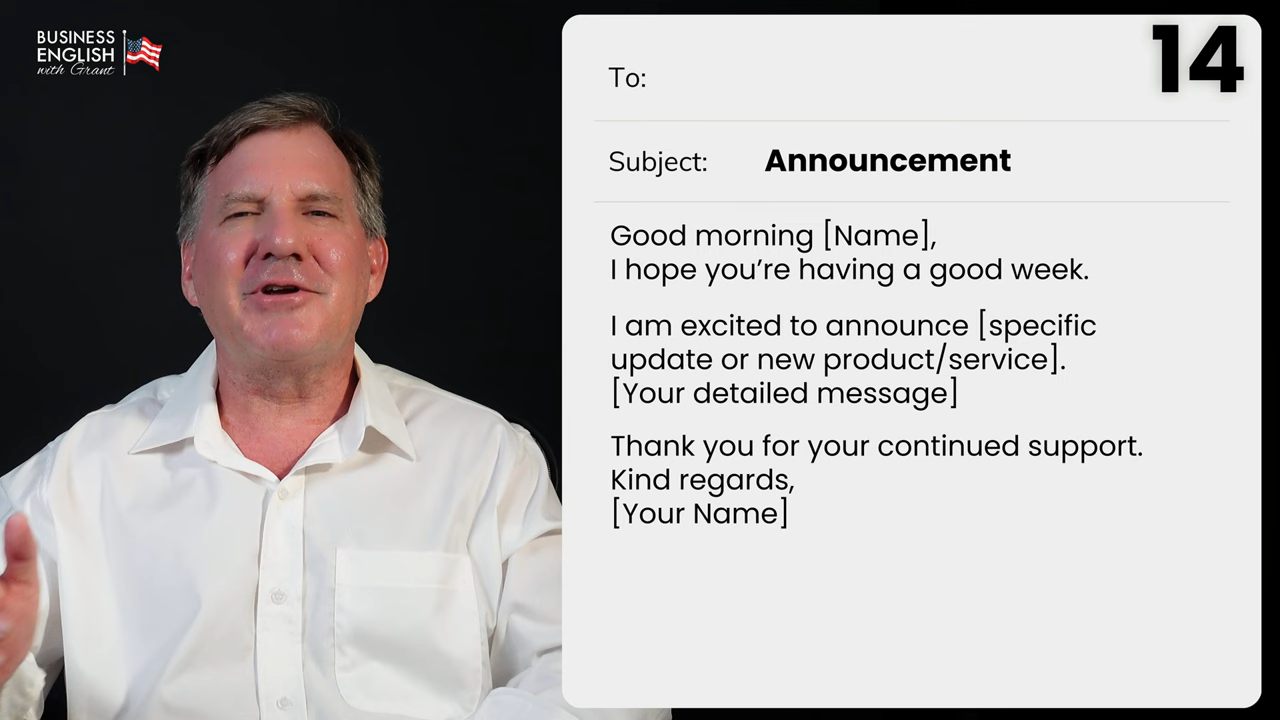 BUSINESS
ENGLISH
with Grant
14
To:
Subject: Announcement
Good morning [Name],
I hope you’re having a good week.
I am excited to announce [specific
update or new product/service].
[Your detailed message]
Thank you for your continued support.
Kind regards,
[Your Name]